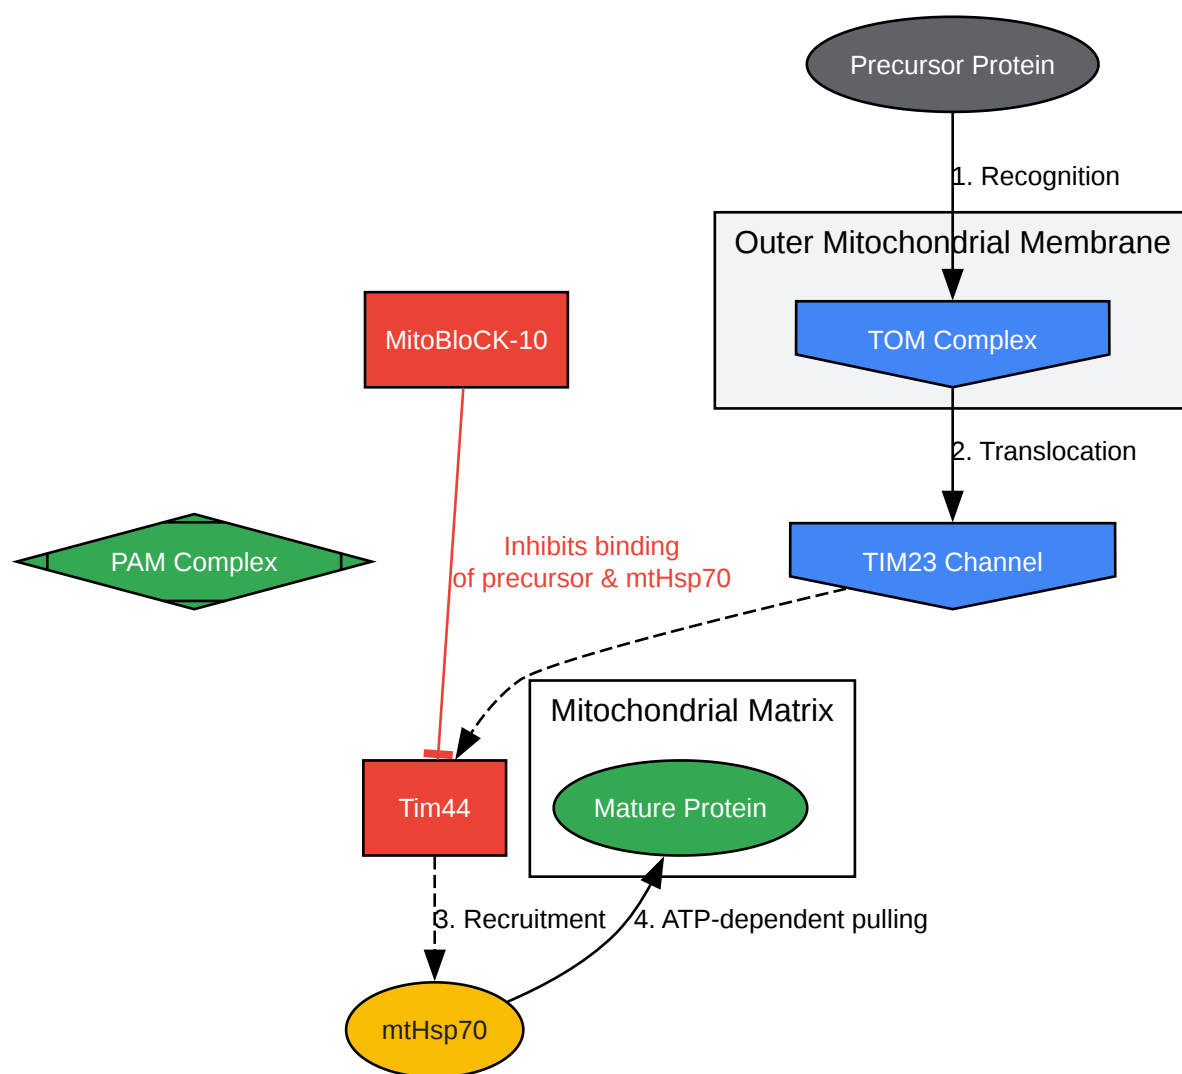 Precursor Protein
1. Recognition
Outer Mitochondrial Membrane
TOM Complex
MitoBloCK-10
2. Translocation
Inhibits binding
of precursor & mtHsp70
PAM Complex
TIM23 Channel
Mitochondrial Matrix
Tim44
Mature Protein
3. Recruitment
4. ATP-dependent pulling
mtHsp70